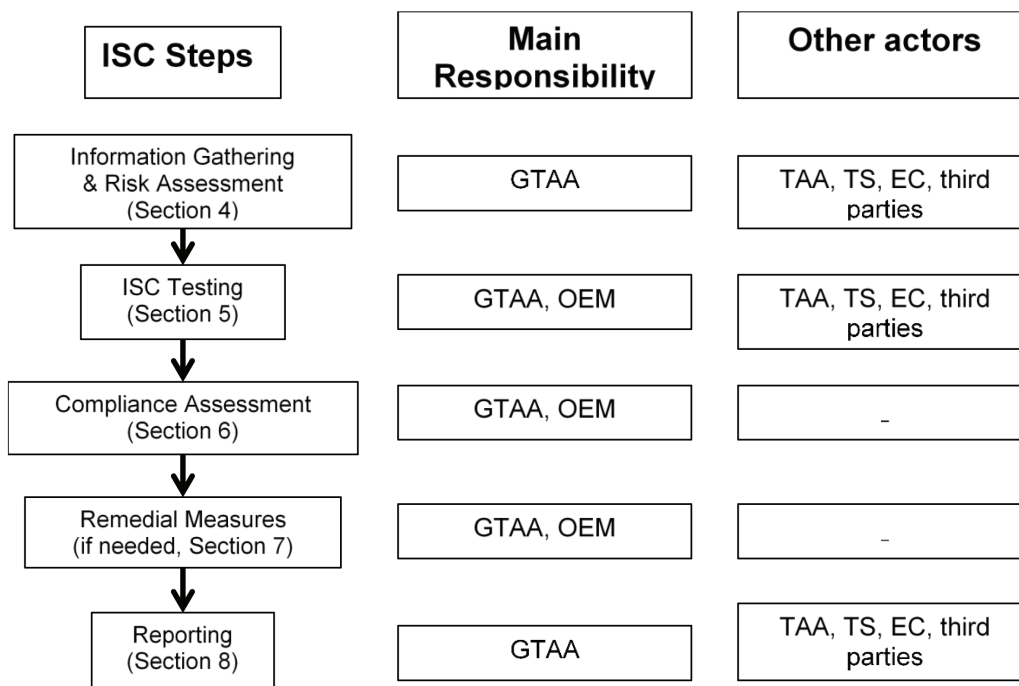 ISC Steps
Main
Responsibility
Other actors
Information Gathering
& Risk Assessment
(Section 4)
GTAA
TAA, TS, EC, third
parties
ISC Testing
(Section 5)
GTAA, OEM
TAA, TS, EC, third
parties
Compliance Assessment
(Section 6)
GTAA, OEM
-
Remedial Measures
(if needed, Section 7)
GTAA, OEM
-
Reporting
(Section 8)
GTAA
TAA, TS, EC, third
parties